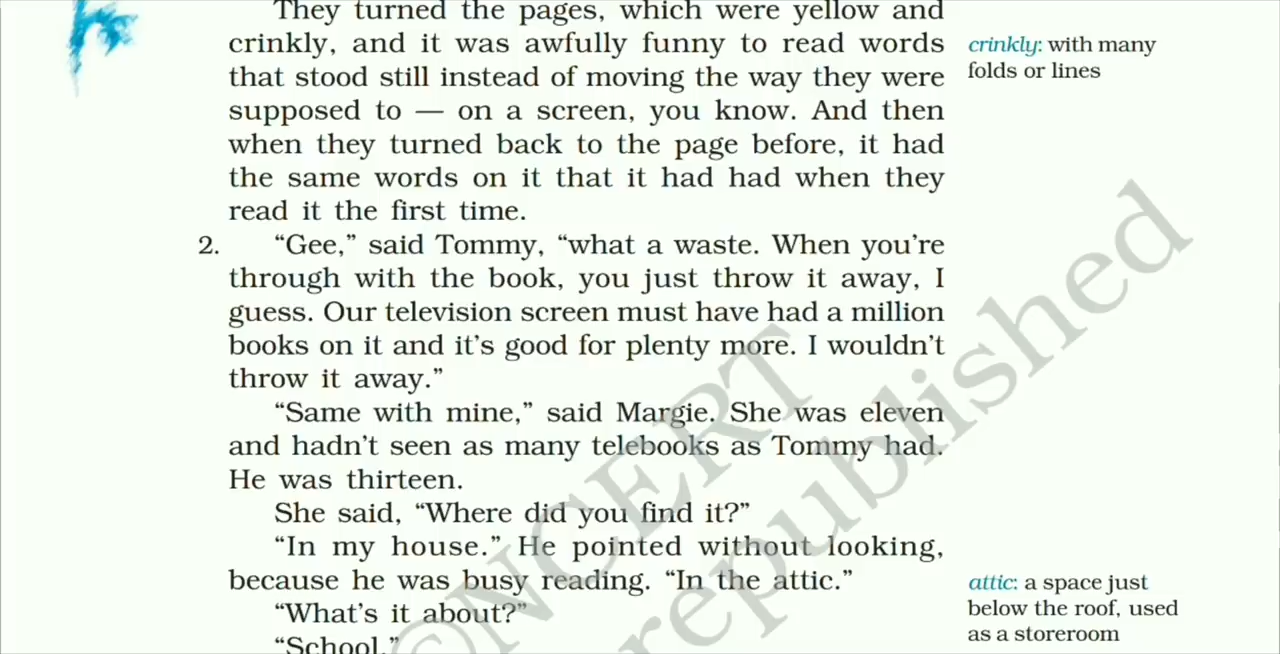 They turned the pages, which were yellow and
crinkly, and it was awfully funny to read words
that stood still instead of moving the way they were
supposed to — on a screen, you know. And then
when they turned back to the page before, it had
the same words on it that it had had when they
read it the first time.
2. “Gee,” said Tommy, “what a waste. When you’re
through with the book, you just throw it away, I
guess. Our television screen must have had a million
books on it and it’s good for plenty more. I wouldn’t
throw it away.”
“Same with mine,” said Margie. She was eleven
and hadn’t seen as many telebooks as Tommy had.
He was thirteen.
She said, “Where did you find it?”
“In my house.” He pointed without looking,
because he was busy reading. “In the attic.”
“What’s it about?”
“School.”
crinkly: with many
folds or lines
attic: a space just
below the roof, used
as a storeroom
©NCERT
republished